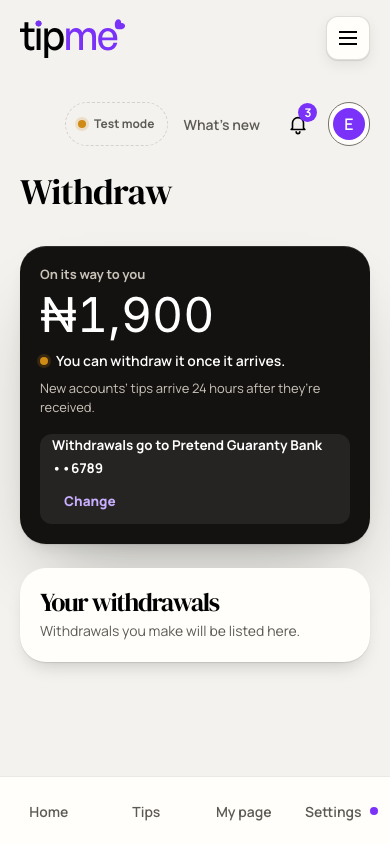 tipme
Test mode
What's new
3
E
Withdraw
On its way to you
₦1,900
You can withdraw it once it arrives.
New accounts' tips arrive 24 hours after they're
received.
Withdrawals go to Pretend Guaranty Bank
••6789
Change
Your withdrawals
Withdrawals you make will be listed here.
Home
Tips
My page
Settings